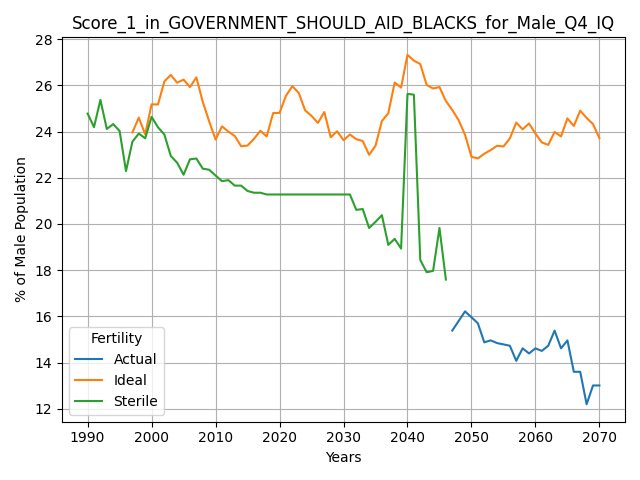 Score_1_in_GOVERNMENT_SHOULD_AID_BLACKS_for_Male_Q4_IQ
28
26
24
22
20
18
16
14
12
% of Male Population
Fertility
Actual
Ideal
Sterile
1990 2000 2010 2020 2030 2040 2050 2060 2070
Years